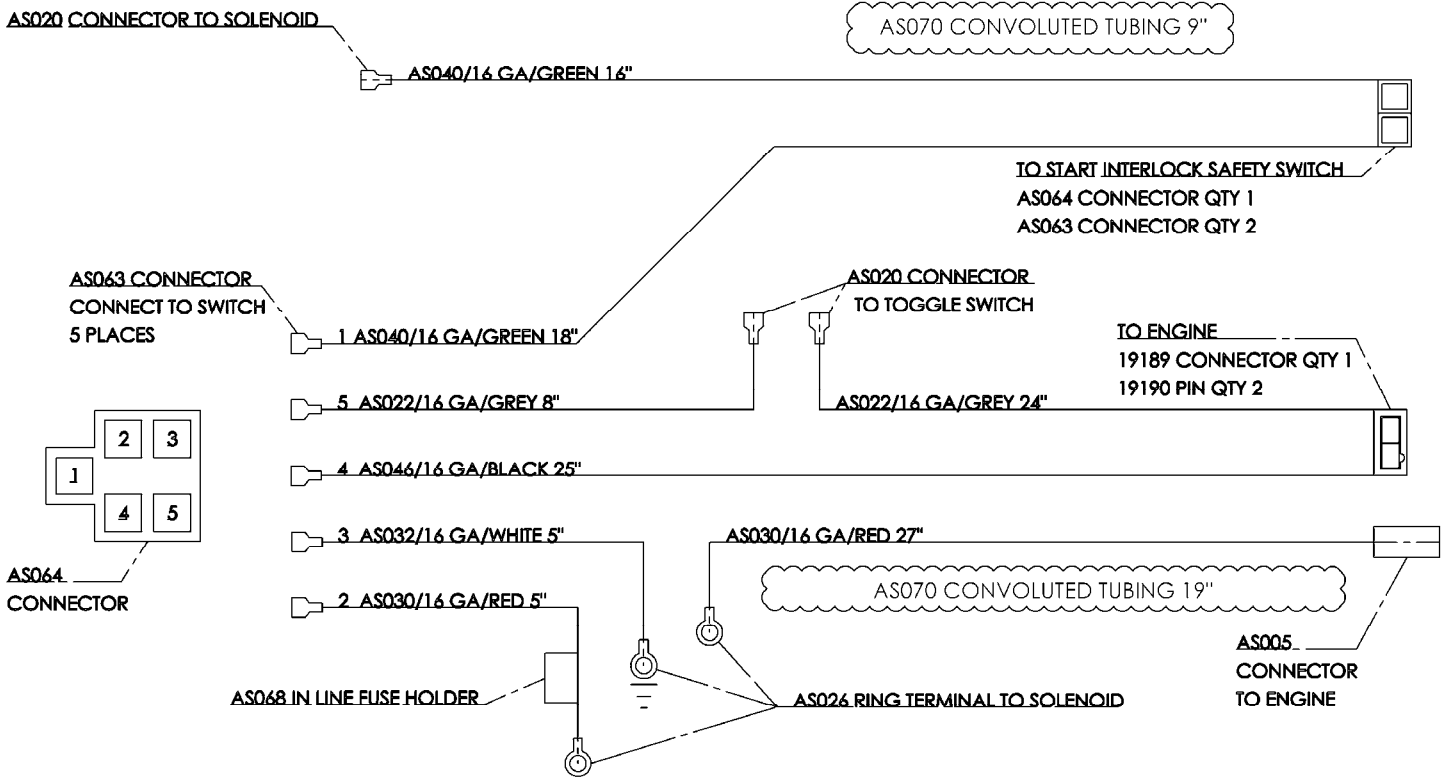 AS020 CONNECTOR TO SOLENOID
AS070 CONVOLUTED TUBING 9"
AS040/16 GA/GREEN 16"
TO START INTERLOCK SAFETY SWITCH
AS064 CONNECTOR QTY 1
AS063 CONNECTOR QTY 2
AS063 CONNECTOR
CONNECT TO SWITCH
5 PLACES
AS020 CONNECTOR
TO TOGGLE SWITCH
1 AS040/16 GA/GREEN 18"
TO ENGINE
19189 CONNECTOR QTY 1
19190 PIN QTY 2
5 AS022/16 GA/GREY 8"
AS022/16 GA/GREY 24"
2 3
1
4 5
4 AS046/16 GA/BLACK 25"
3 AS032/16 GA/WHITE 5"
AS030/16 GA/RED 27"
AS064
CONNECTOR
2 AS030/16 GA/RED 5"
AS070 CONVOLUTED TUBING 19"
AS005
CONNECTOR
TO ENGINE
AS068 IN LINE FUSE HOLDER
AS026 RING TERMINAL TO SOLENOID